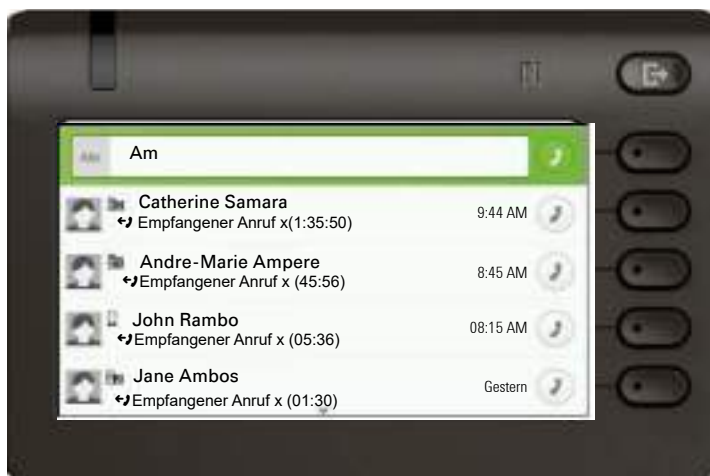 Am
Catherine Samara
Empfangener Anruf x(1:35:50)
9:44 AM
Andre-Marie Ampere
Empfangener Anruf x (45:56)
8:45 AM
John Rambo
Empfangener Anruf x (05:36)
08:15 AM
Jane Ambos
Empfangener Anruf x (01:30)
Gestern